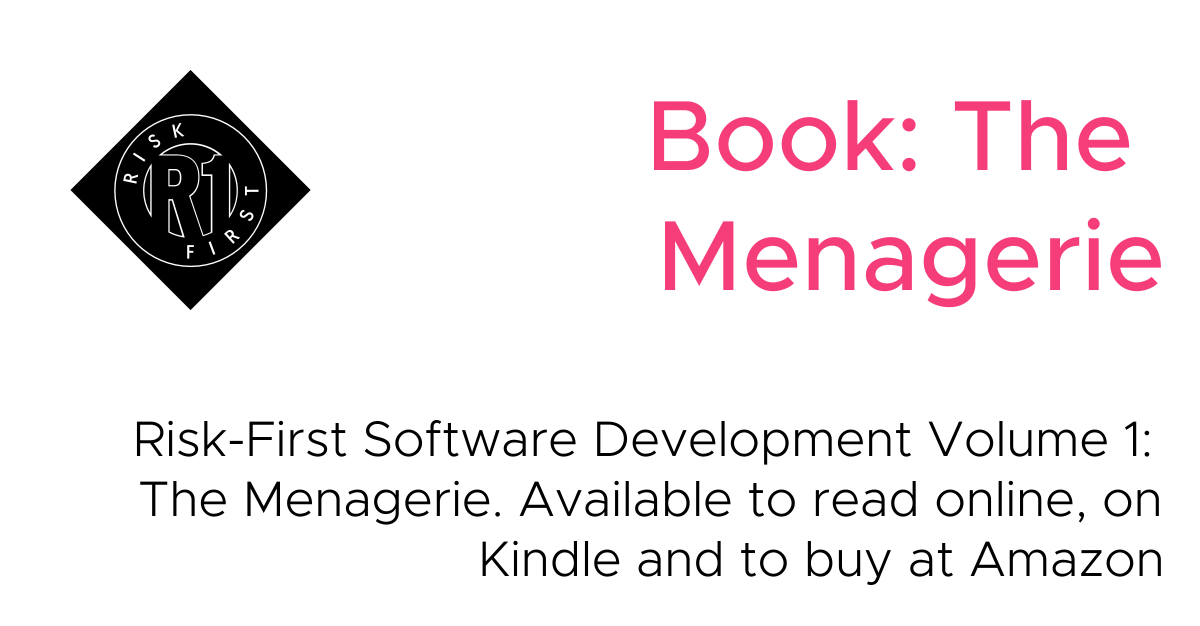 RISK
R1
FIRST
Book: The
Menagerie
Risk-First Software Development Volume 1:
The Menagerie. Available to read online, on
Kindle and to buy at Amazon